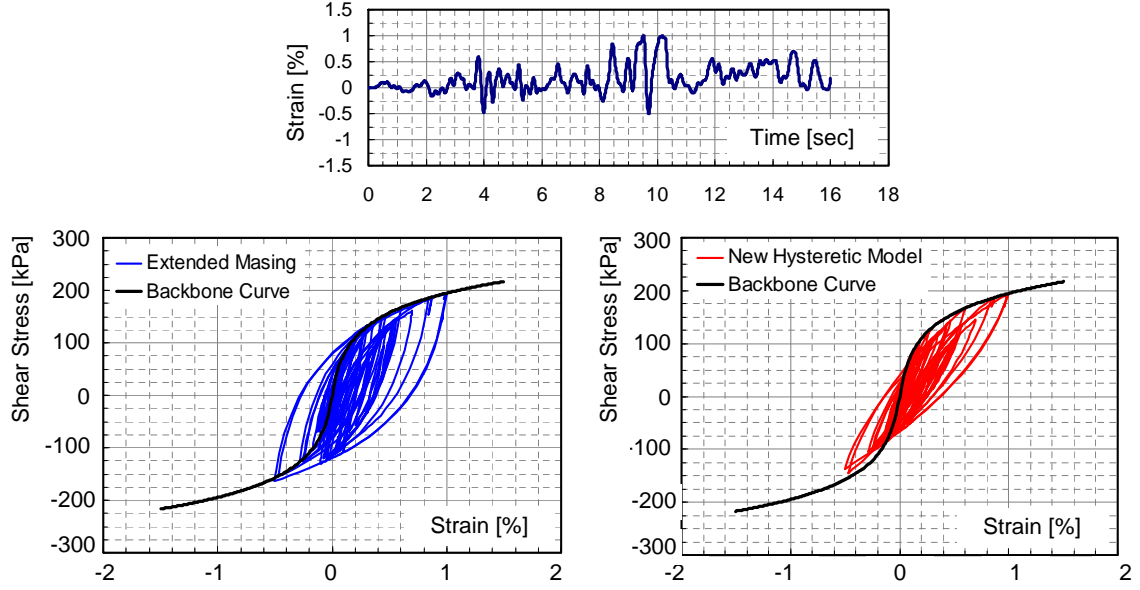 1.5
1
0.5
0
-0.5
-1
-1.5
Strain [%]
Time [sec]
0 2 4 6 8 10 12 14 16 18
300
200
100
0
-100
-200
-300
Shear Stress [kPa]
Extended Masing
Backbone Curve
Strain [%]
-2 -1 0 1 2
300
200
100
0
-100
-200
-300
Shear Stress [kPa]
New Hysteretic Model
Backbone Curve
Strain [%]
-2 -1 0 1 2